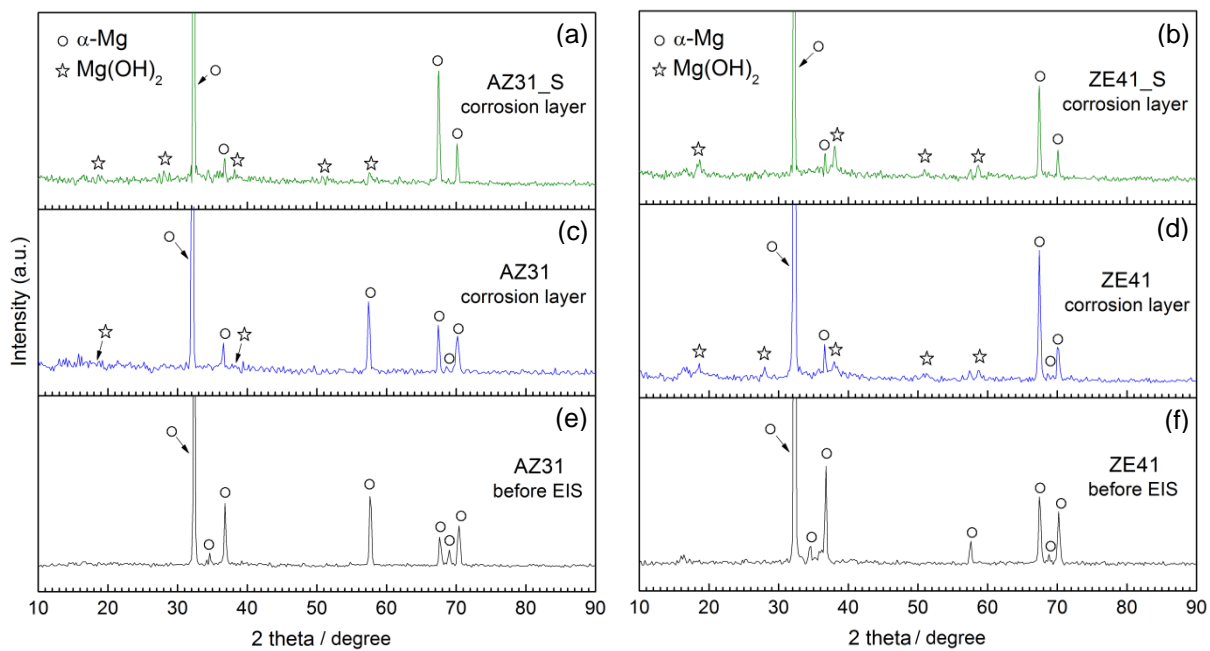 (a)
○ α-Mg
☆ Mg(OH)₂
AZ31_S
corrosion layer
(b)
○ α-Mg
☆ Mg(OH)₂
ZE41_S
corrosion layer
(c)
AZ31
corrosion layer
(d)
ZE41
corrosion layer
(e)
AZ31
before EIS
(f)
ZE41
before EIS
Intensity (a.u.)
10 20 30 40 50 60 70 80 90
2 theta / degree
10 20 30 40 50 60 70 80 90
2 theta / degree